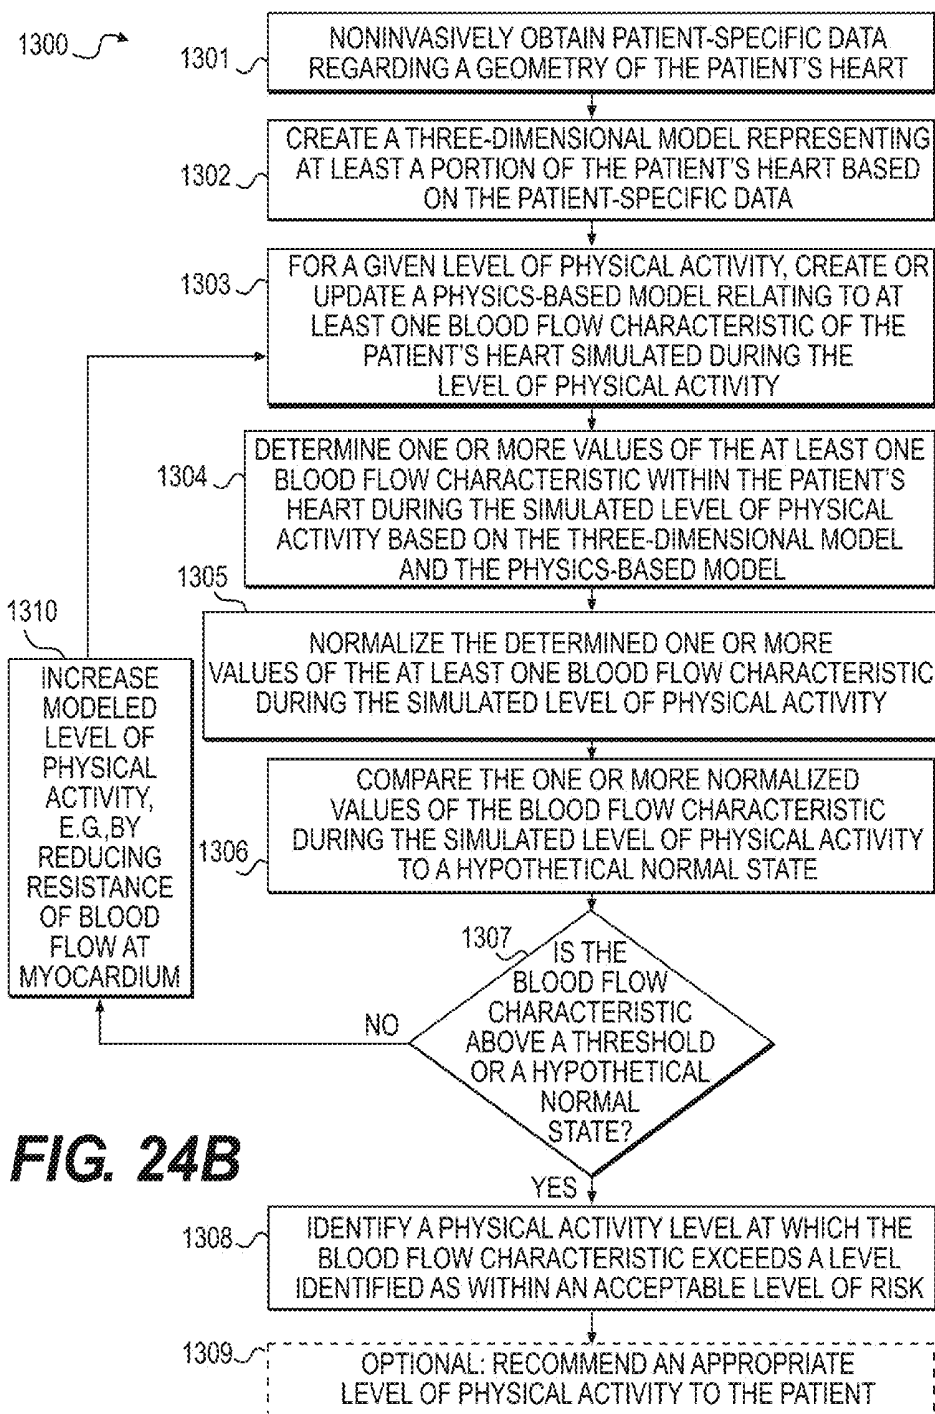 1300
1301
NONINVASIVELY OBTAIN PATIENT-SPECIFIC DATA
REGARDING A GEOMETRY OF THE PATIENT'S HEART
1302
CREATE A THREE-DIMENSIONAL MODEL REPRESENTING
AT LEAST A PORTION OF THE PATIENT'S HEART BASED
ON THE PATIENT-SPECIFIC DATA
1303
FOR A GIVEN LEVEL OF PHYSICAL ACTIVITY, CREATE OR
UPDATE A PHYSICS-BASED MODEL RELATING TO AT
LEAST ONE BLOOD FLOW CHARACTERISTIC OF THE
PATIENT'S HEART SIMULATED DURING THE
LEVEL OF PHYSICAL ACTIVITY
1304
DETERMINE ONE OR MORE VALUES OF THE AT LEAST ONE
BLOOD FLOW CHARACTERISTIC WITHIN THE PATIENT'S
HEART DURING THE SIMULATED LEVEL OF PHYSICAL
ACTIVITY BASED ON THE THREE-DIMENSIONAL MODEL
AND THE PHYSICS-BASED MODEL
1305
NORMALIZE THE DETERMINED ONE OR MORE
VALUES OF THE AT LEAST ONE BLOOD FLOW CHARACTERISTIC
DURING THE SIMULATED LEVEL OF PHYSICAL ACTIVITY
1306
COMPARE THE ONE OR MORE NORMALIZED
VALUES OF THE BLOOD FLOW CHARACTERISTIC
DURING THE SIMULATED LEVEL OF PHYSICAL ACTIVITY
TO A HYPOTHETICAL NORMAL STATE
1307
IS THE
BLOOD FLOW
CHARACTERISTIC
ABOVE A THRESHOLD
OR A HYPOTHETICAL
NORMAL
STATE?
NO
1310
INCREASE
MODELED
LEVEL OF
PHYSICAL
ACTIVITY,
E.G.,BY
REDUCING
RESISTANCE
OF BLOOD
FLOW AT
MYOCARDIUM
YES
1308
IDENTIFY A PHYSICAL ACTIVITY LEVEL AT WHICH THE
BLOOD FLOW CHARACTERISTIC EXCEEDS A LEVEL
IDENTIFIED AS WITHIN AN ACCEPTABLE LEVEL OF RISK
1309
OPTIONAL: RECOMMEND AN APPROPRIATE
LEVEL OF PHYSICAL ACTIVITY TO THE PATIENT
FIG. 24B